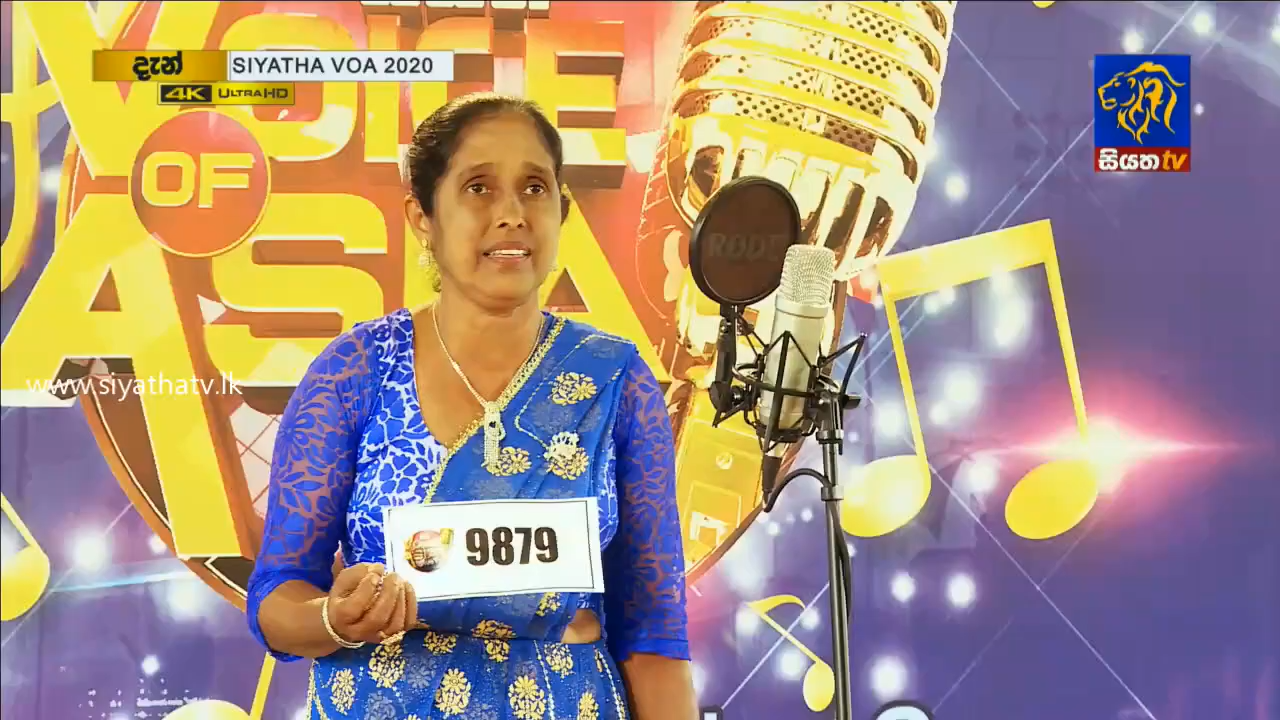 දැන් SIYATHA VOA 2020
4K ULTRA HD
VOICE
OF
ASIA
සියත tv
RODE
www.siyathatv.lk
9879